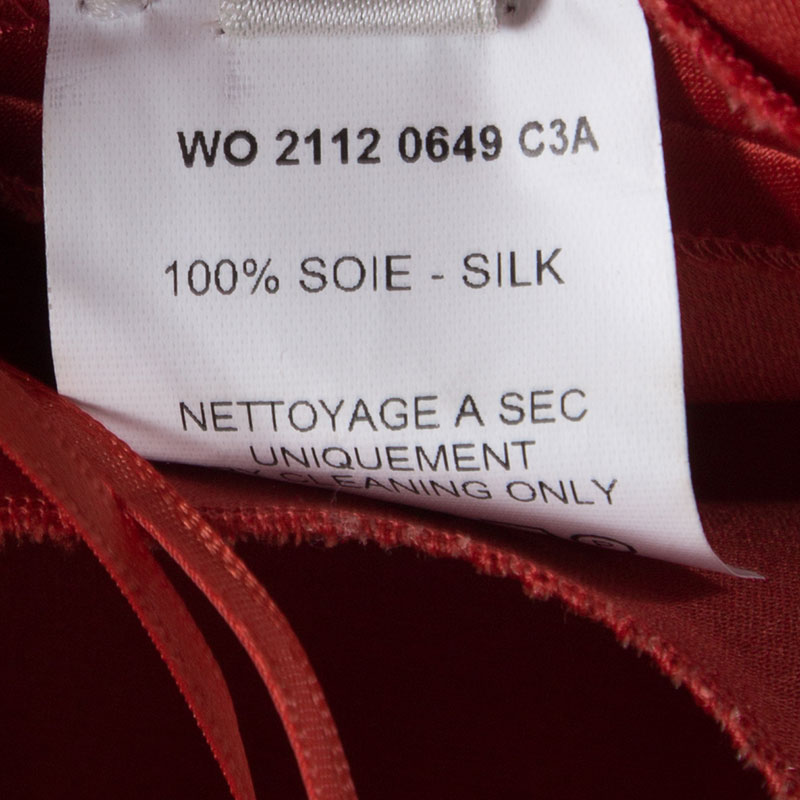 WO 2112 0649 C3A
100% SOIE - SILK
NETTOYAGE A SEC
UNIQUEMENT
CLEANING ONLY